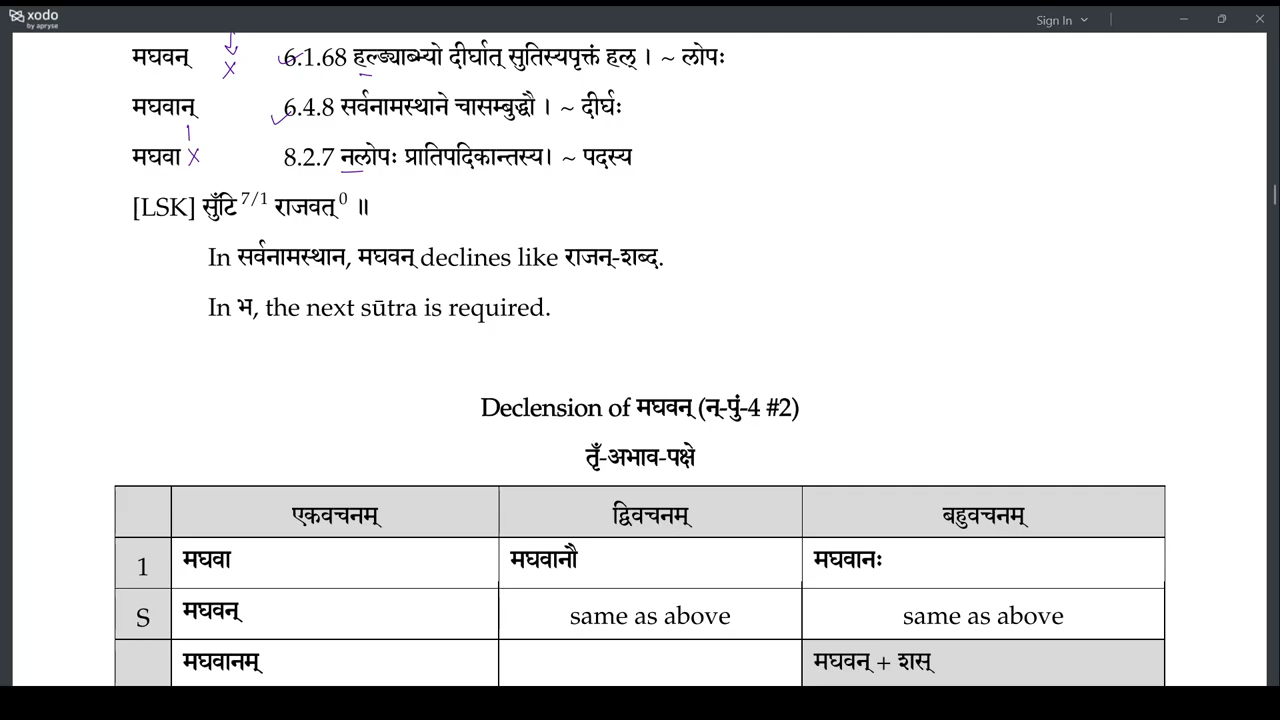 xodo
by apryse
Sign In
मघवन् 6.1.68 हल्ङ्याब्भ्यो दीर्घात् सुतिस्यपृक्तं हल् । ~ लोपः
मघवान् 6.4.8 सर्वनामस्थाने चासम्बुद्धौ । ~ दीर्घः
मघवा X 8.2.7 नलोपः प्रातिपदिकान्तस्य। ~ पदस्य
[LSK] सुँटि 7/1 राजवत् 0 ॥
In सर्वनामस्थान, मघवन् declines like राजन्-शब्द.
In भ, the next sūtra is required.
Declension of मघवन् (न्-पुं-4 #2)
तृँ-अभाव-पक्षे
एकवचनम् द्विवचनम् बहुवचनम्
1 मघवा मघवानौ मघवानः
S मघवन् same as above same as above
मघवानम् मघवन् + शस्